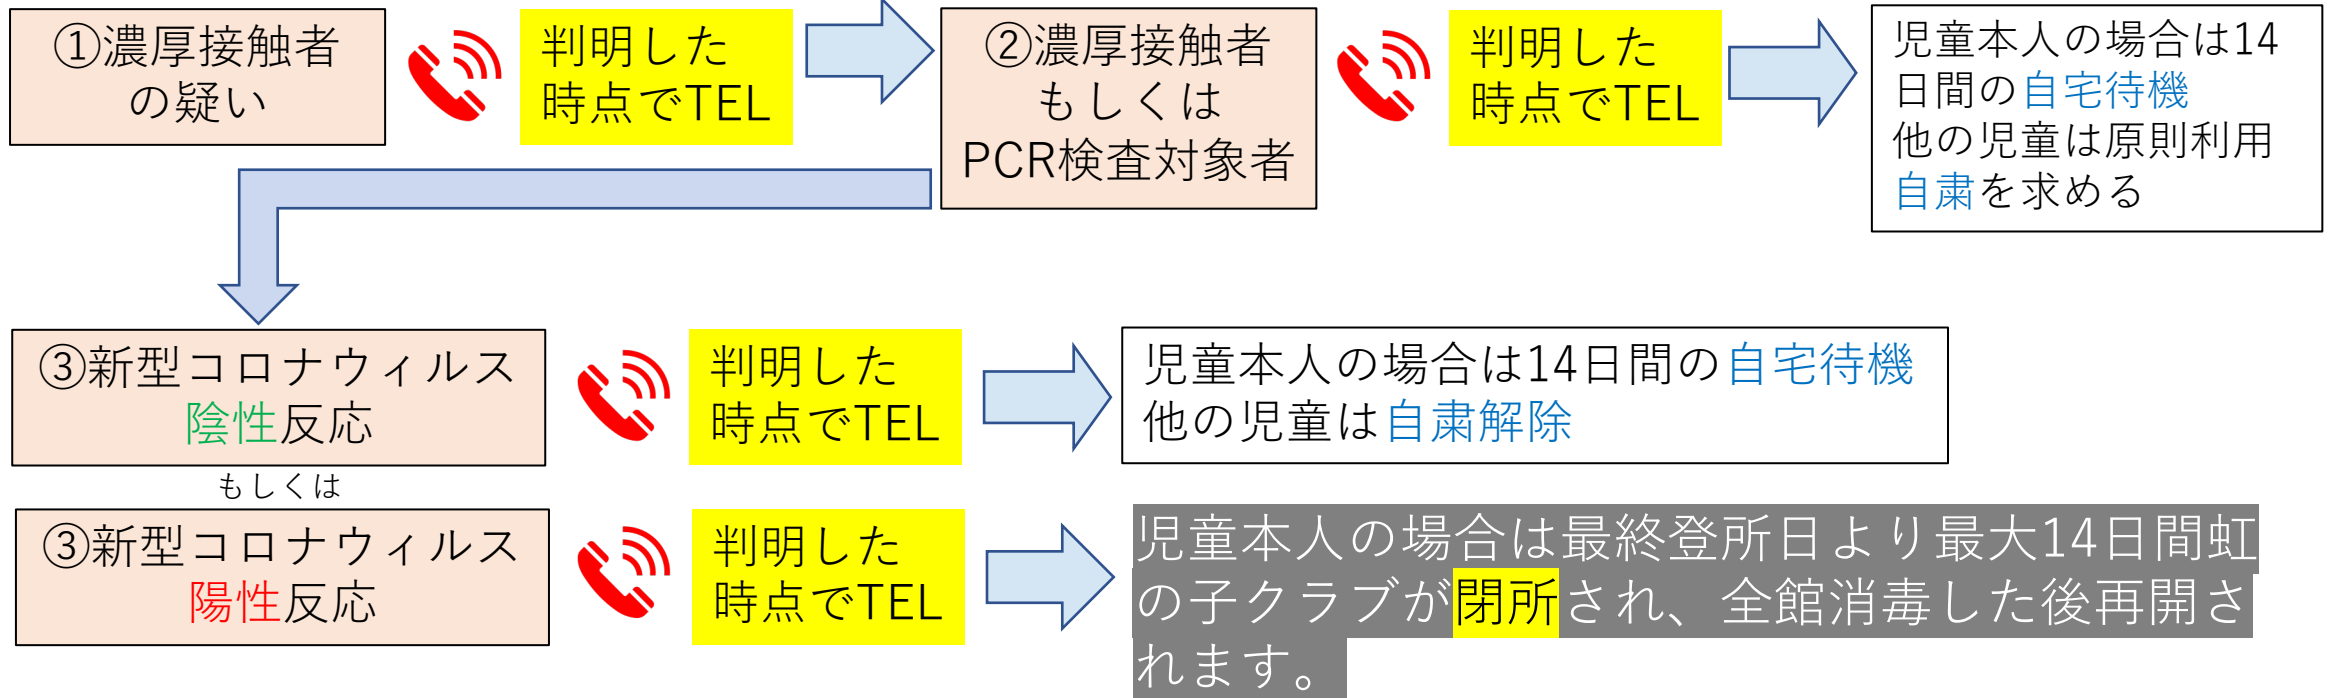 ①濃厚接触者
の疑い
判明した
時点でTEL
②濃厚接触者
もしくは
PCR検査対象者
判明した
時点でTEL
児童本人の場合は14
日間の自宅待機
他の児童は原則利用
自粛を求める
③新型コロナウィルス
陰性反応
判明した
時点でTEL
児童本人の場合は14日間の自宅待機
他の児童は自粛解除
もしくは
③新型コロナウィルス
陽性反応
判明した
時点でTEL
児童本人の場合は最終登所日より最大14日間虹
の子クラブが閉所され、全館消毒した後再開さ
れます。